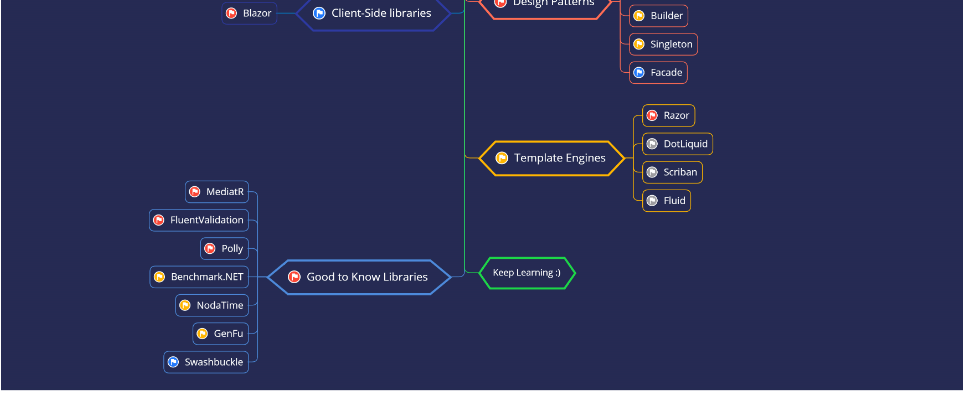 Blazor
Client-Side libraries
Design Patterns
Builder
Singleton
Facade
Template Engines
Razor
DotLiquid
Scriban
Fluid
MediatR
FluentValidation
Polly
Benchmark.NET
NodaTime
GenFu
Swashbuckle
Good to Know Libraries
Keep Learning :)